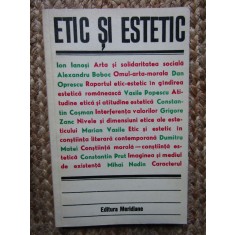 ETIC ȘI ESTETIC
Ion Ianoși Arta și solidaritatea socială
Alexandru Boboc Omul-arta-morala Dan
Oprescu Raportul etic-estetic în gîndirea
estetică românească Vasile Popescu Ati-
tudine etică și atitudine estetică Constan-
tin Coșman Interferența valorilor Grigore
Zanc Nivele și dimensiuni etice ale este-
ticului Marian Vasile Etic și estetic în
conștiința literară contemporană Dumitru
Matei Conștiință morală—conștiință es-
tetică Constantin Prut Imaginea și mediul
de existență Mihai Nadin Caracterul
Editura Meridiane